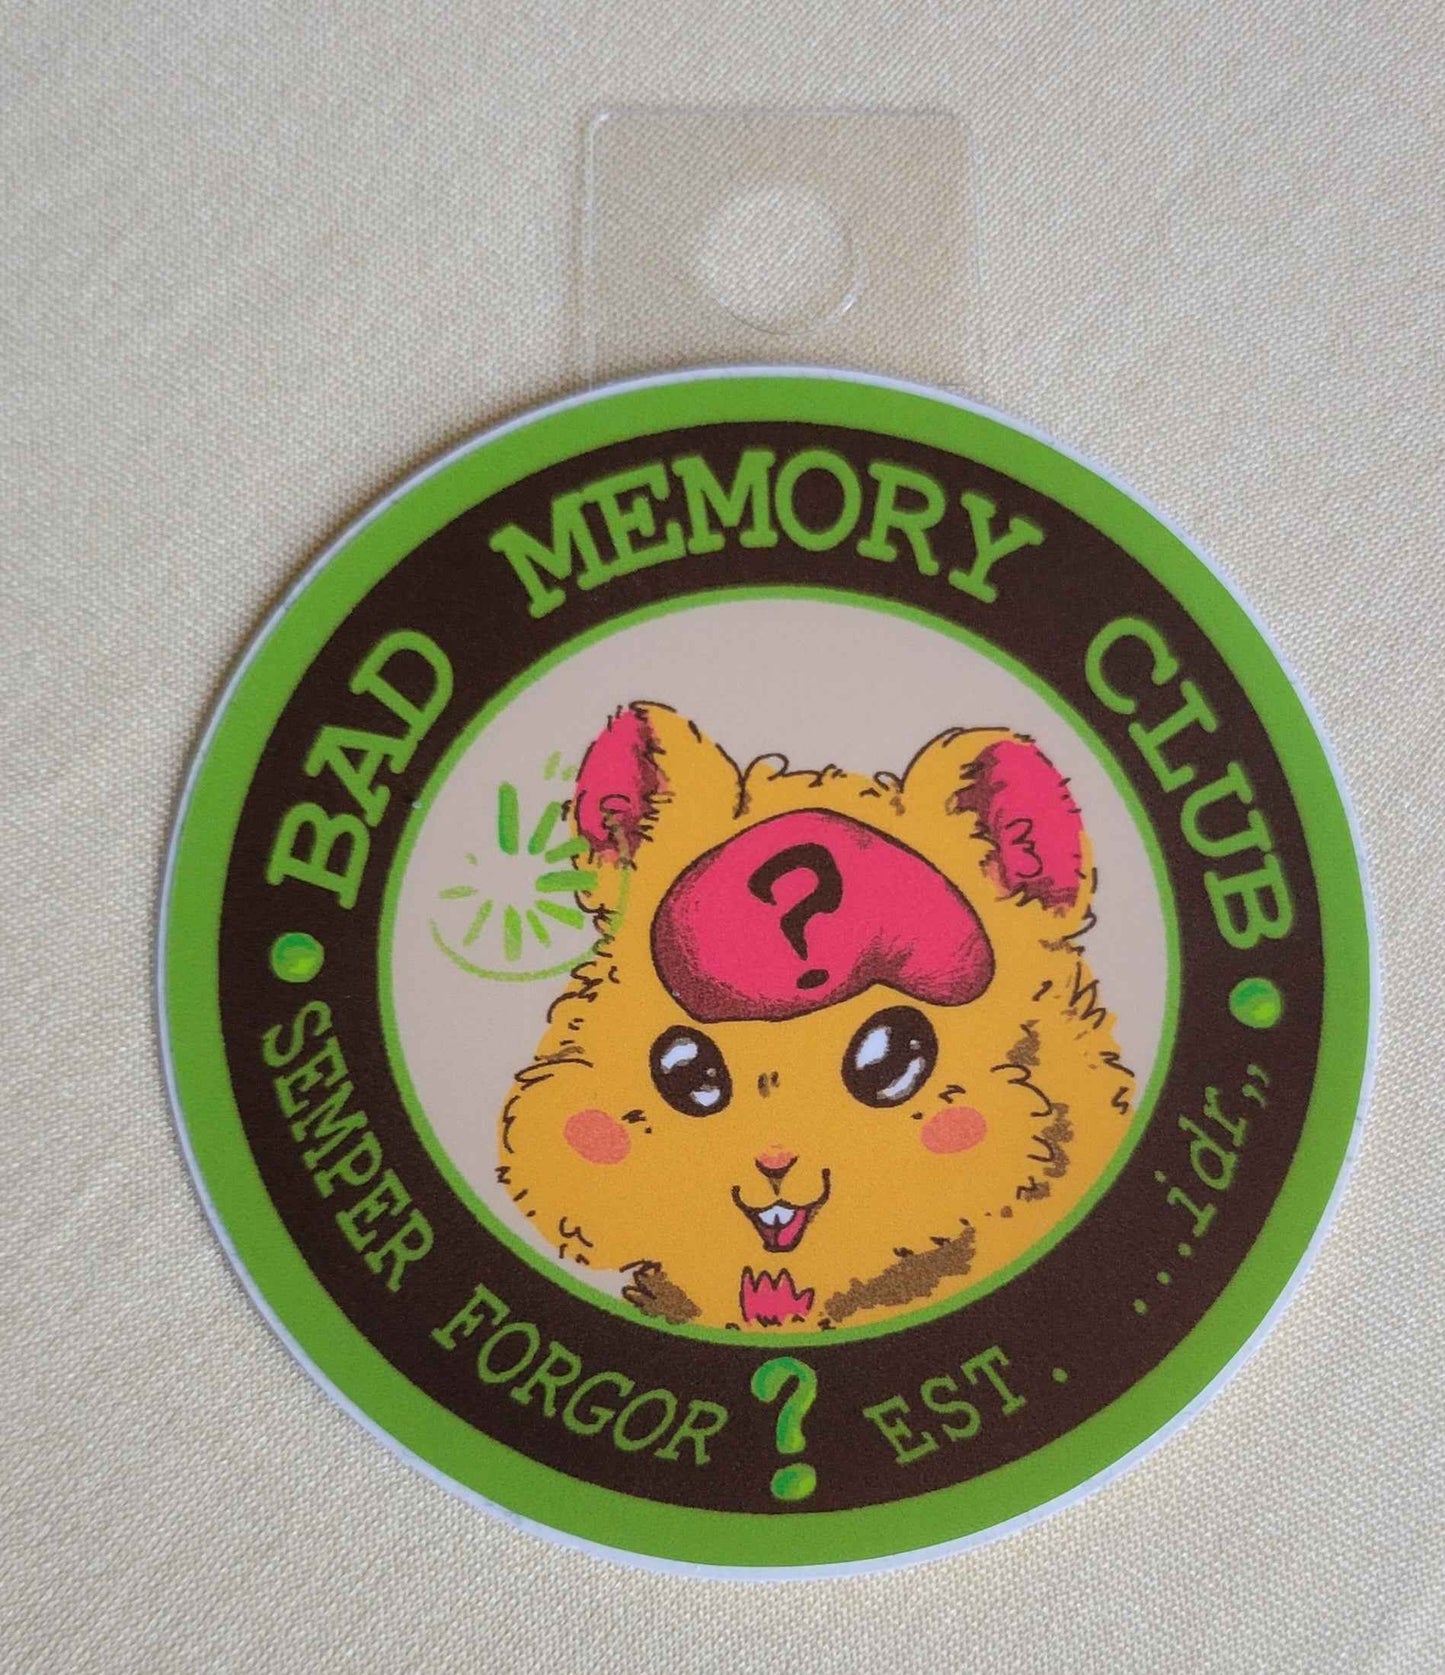 BAD MEMORY CLUB
?
SEMPER FORGOR ? EST. ...idr„